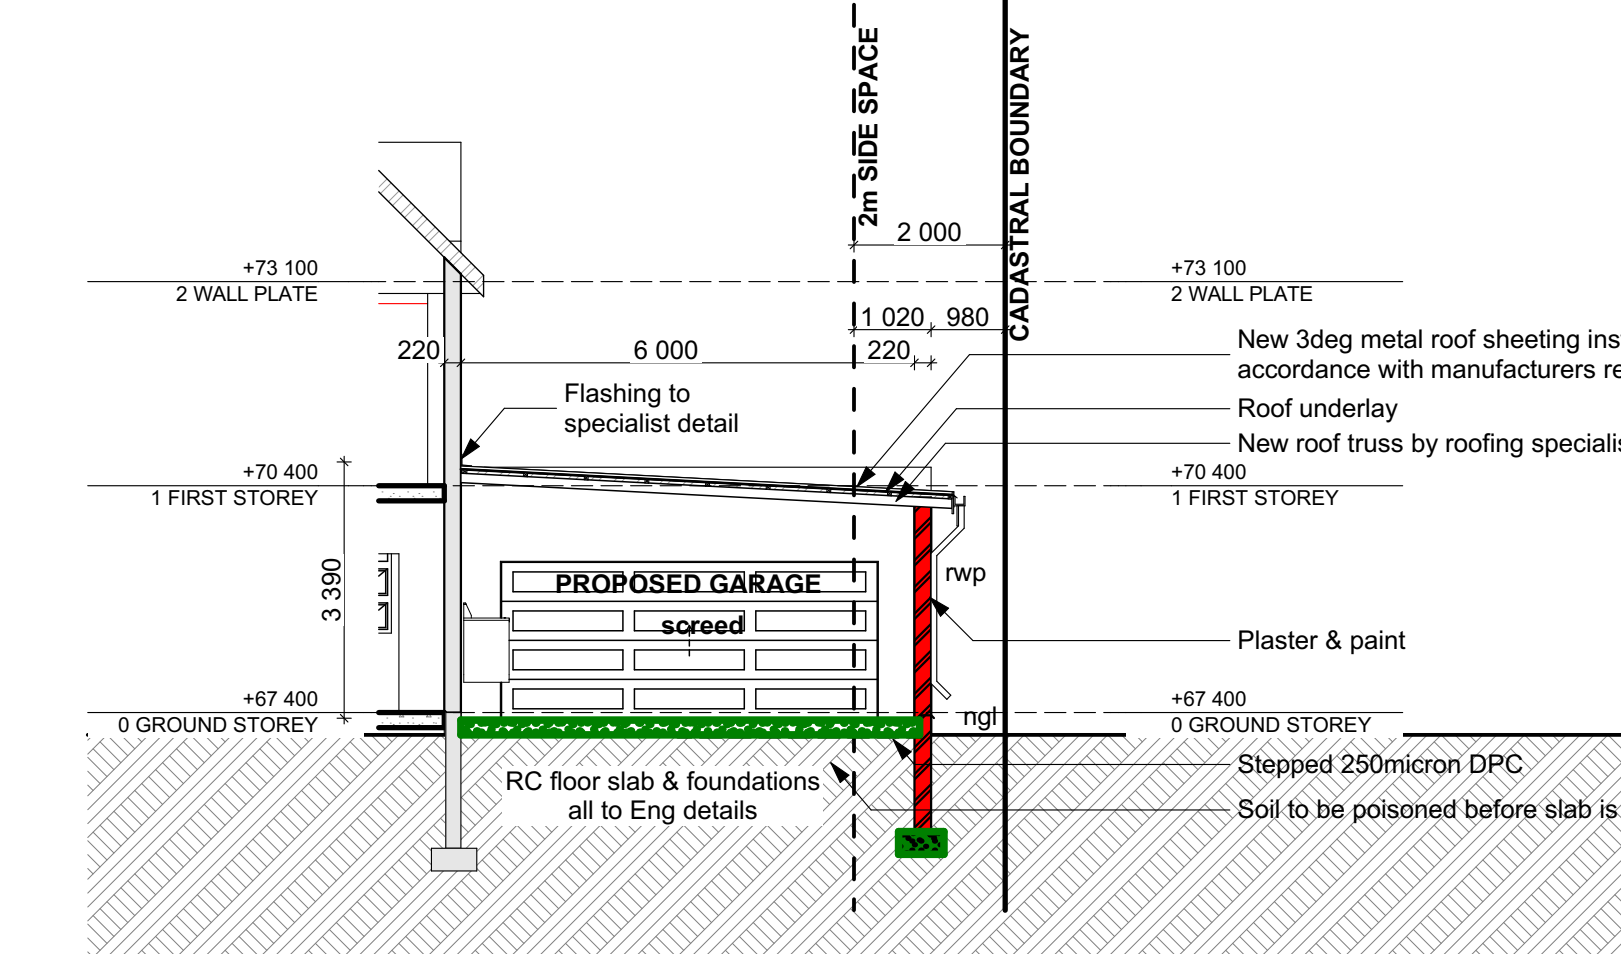 2m SIDE SPACE
CADASTRAL BOUNDARY
2 000
+73 100
2 WALL PLATE
+73 100
2 WALL PLATE
1 020
980
220
6 000
220
New 3deg metal roof sheeting
accordance with manufacturers
Flashing to
specialist detail
Roof underlay
New roof truss by roofing
+70 400
1 FIRST STOREY
+70 400
1 FIRST STOREY
3 390
PROPOSED GARAGE
screed
rwp
Plaster & paint
+67 400
0 GROUND STOREY
ngl
+67 400
0 GROUND STOREY
Stepped 250micron DPC
RC floor slab & foundations
all to Eng details
Soil to be poisoned before slab is